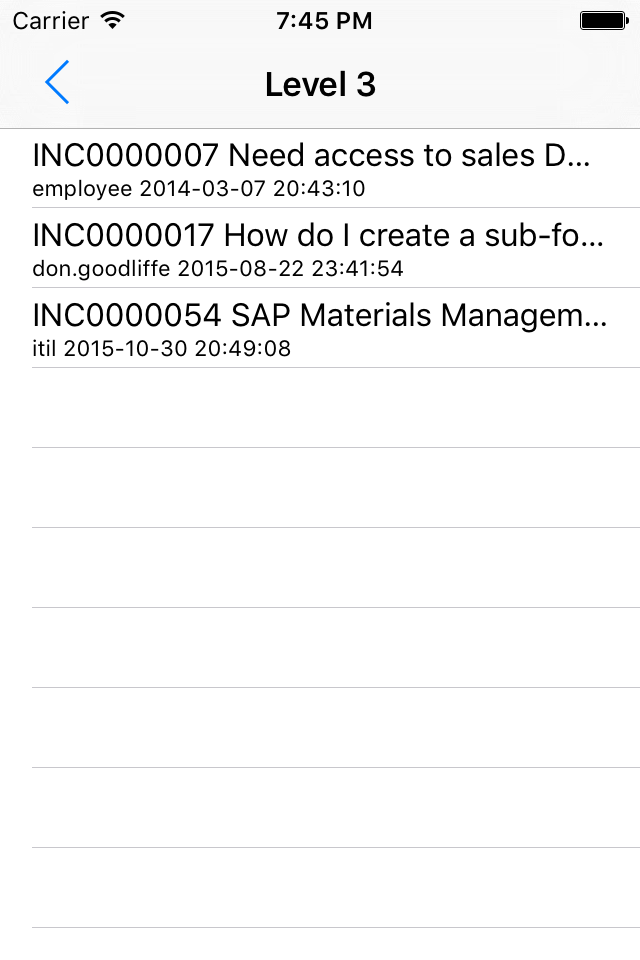 Carrier 7:45 PM
Level 3
INC0000007 Need access to sales D...
employee 2014-03-07 20:43:10
INC0000017 How do I create a sub-fo...
don.goodliffe 2015-08-22 23:41:54
INC0000054 SAP Materials Managem...
itil 2015-10-30 20:49:08